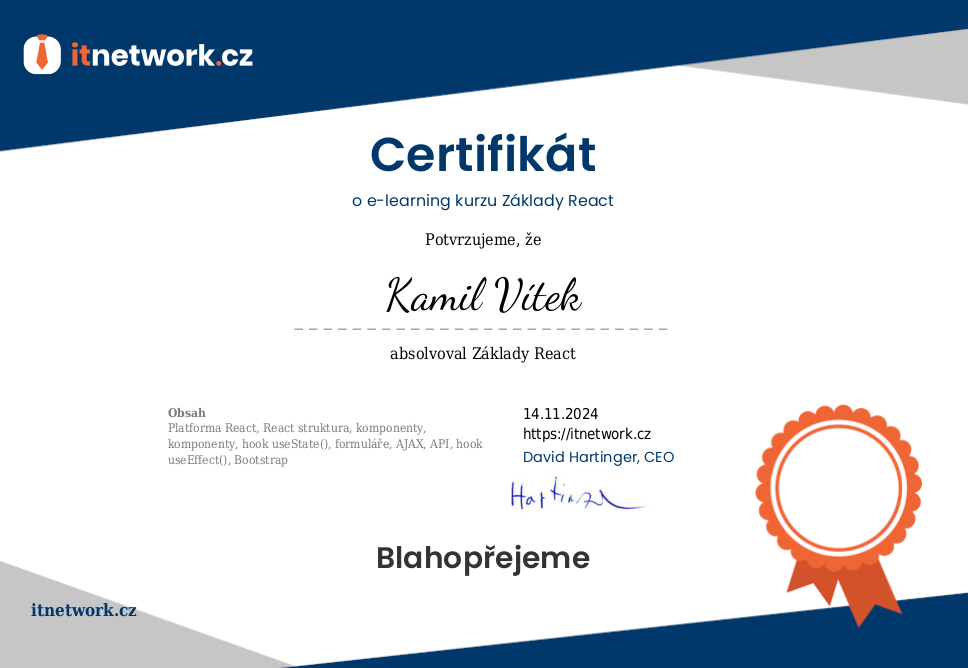 itnetwork.cz
Certifikát
o e-learning kurzu Základy React
Potvrzujeme, že
Kamil Vítek
absolvoval Základy React
Obsah
Platforma React, React struktura, komponenty,
komponenty, hook useState(), formuláře, AJAX, API, hook
useEffect(), Bootstrap
14.11.2024
https://itnetwork.cz
David Hartinger, CEO
Blahopřejeme
itnetwork.cz